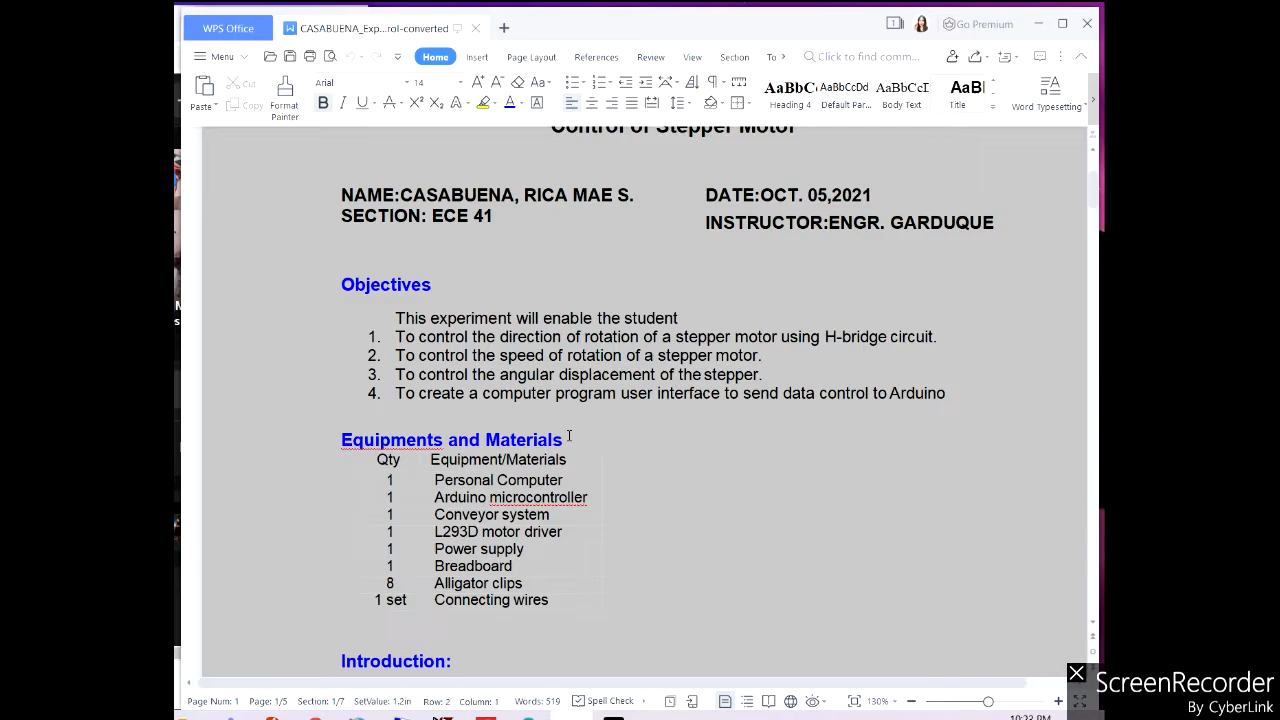 WPS Office
CASABUENA_Exp...rol-converted
1
Go Premium
Menu
Home
Insert
Page Layout
References
Review
View
Section
To
Click to find comm...
Paste
Cut
Copy
Format Painter
Arial
14
AaBbC
Heading 4
AaBbCcDd
Default Par...
AaBbCcD
Body Text
AaBl
Title
Word Typesetting
Control of Stepper Motor
NAME:CASABUENA, RICA MAE S.
DATE:OCT. 05,2021
SECTION: ECE 41
INSTRUCTOR:ENGR. GARDUQUE
Objectives
This experiment will enable the student
1. To control the direction of rotation of a stepper motor using H-bridge circuit.
2. To control the speed of rotation of a stepper motor.
3. To control the angular displacement of the stepper.
4. To create a computer program user interface to send data control to Arduino
Equipments and Materials
Qty Equipment/Materials
1 Personal Computer
1 Arduino microcontroller
1 Conveyor system
1 L293D motor driver
1 Power supply
1 Breadboard
8 Alligator clips
1 set Connecting wires
Introduction:
Page Num: 1 Page: 1/5 Section: 1/7 Row: 2 Column: 1 Words: 519 Spell Check 130%
ScreenRecorder
By CyberLink
10:23 PM